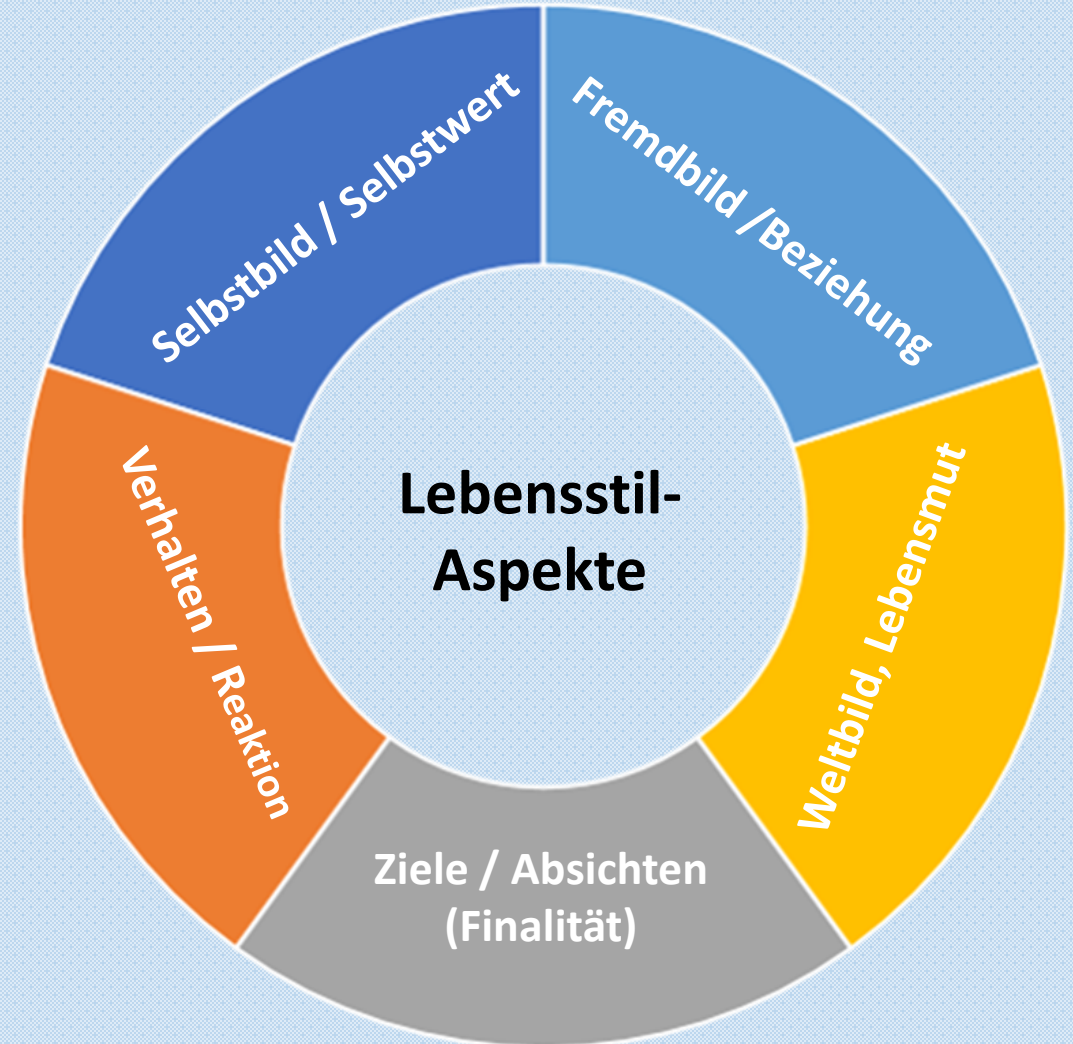 Selbstbild / Selbstwert
Fremdbild /Beziehung
Weltbild, Lebensmut
Ziele / Absichten
(Finalität)
Verhalten / Reaktion
Lebensstil-
Aspekte